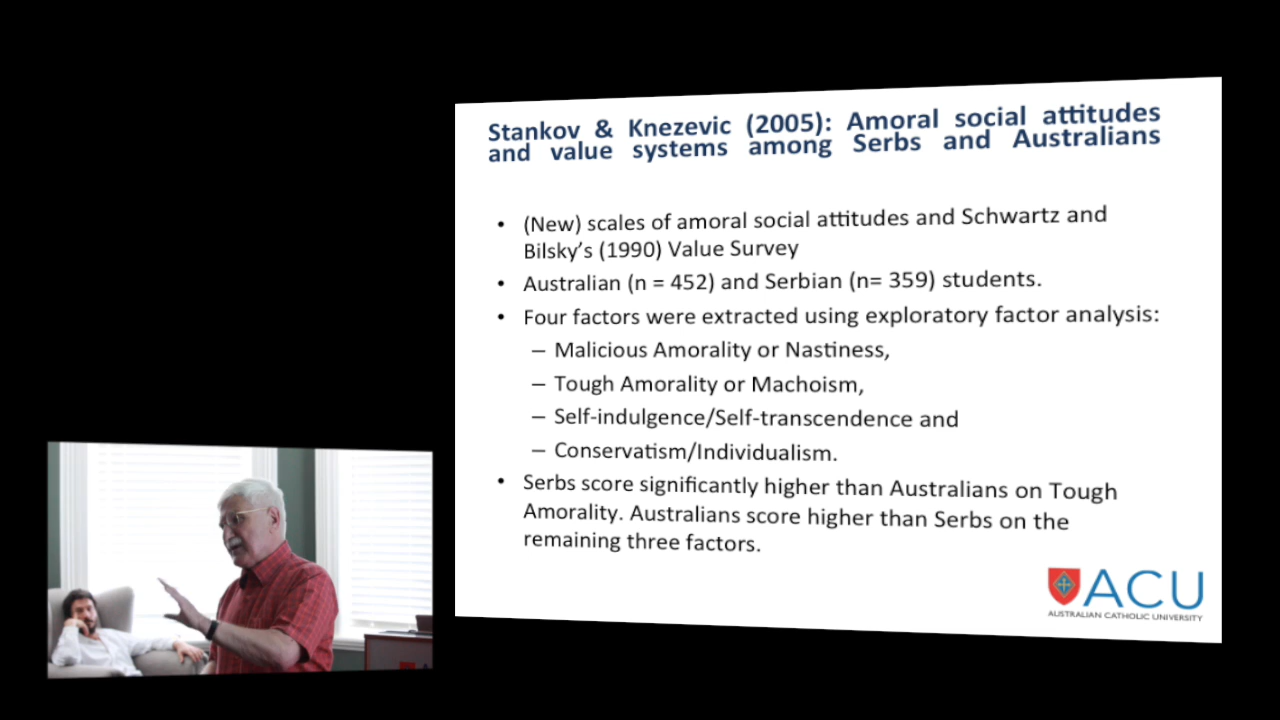 Stankov & Knezevic (2005): Amoral social attitudes
and value systems among Serbs and Australians
• (New) scales of amoral social attitudes and Schwartz and
Bilsky's (1990) Value Survey
• Australian (n = 452) and Serbian (n= 359) students.
• Four factors were extracted using exploratory factor analysis:
– Malicious Amorality or Nastiness,
– Tough Amorality or Machoism,
– Self-indulgence/Self-transcendence and
– Conservatism/Individualism.
• Serbs score significantly higher than Australians on Tough
Amorality. Australians score higher than Serbs on the
remaining three factors.
ACU
AUSTRALIAN CATHOLIC UNIVERSITY